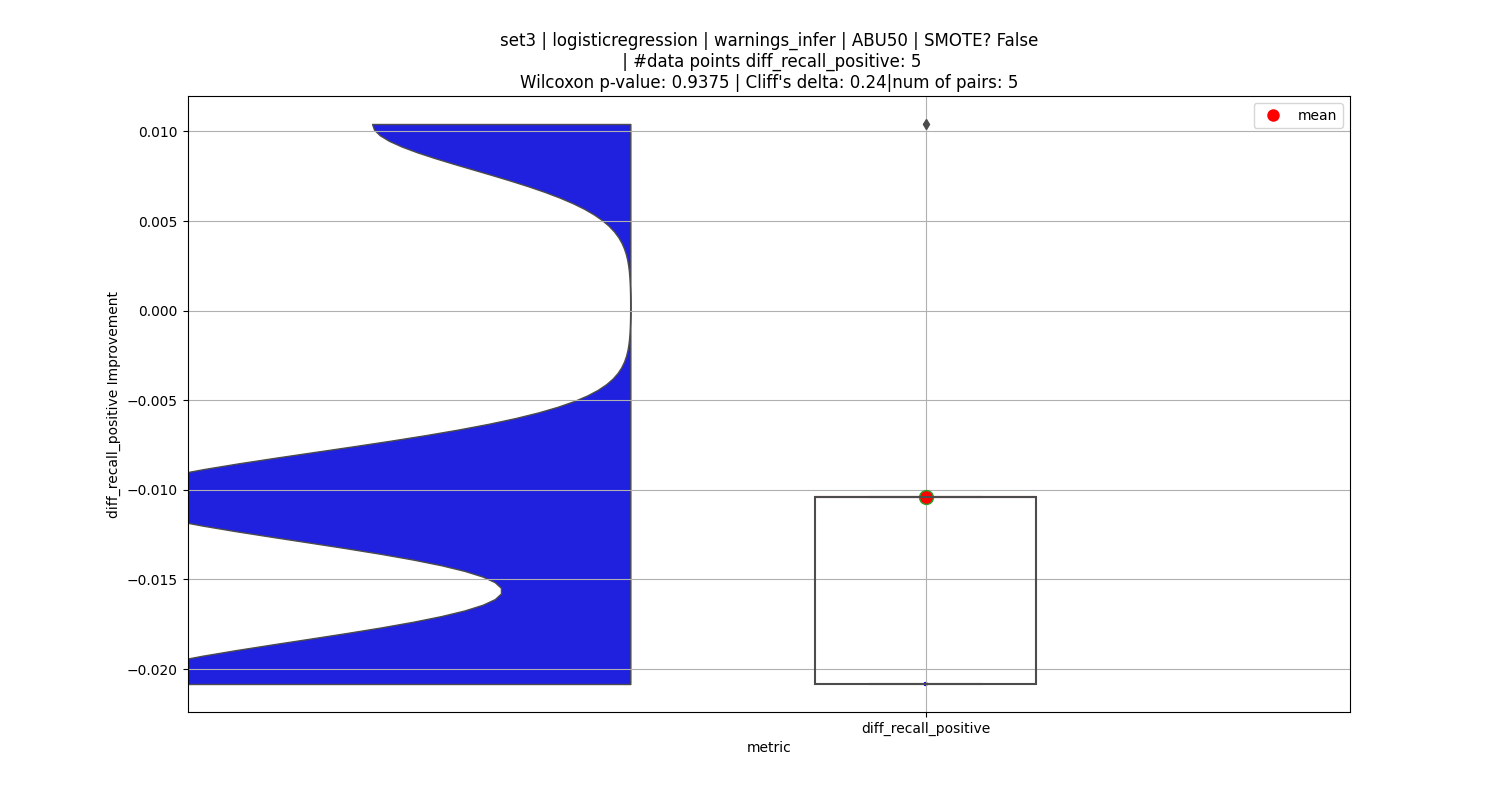 set3 | logisticregression | warnings_infer | ABU50 | SMOTE? False
| #data points diff_recall_positive: 5
Wilcoxon p-value: 0.9375 | Cliff's delta: 0.24|num of pairs: 5
mean
0.010
0.005
0.000
−0.005
−0.010
−0.015
−0.020
diff_recall_positive Improvement
diff_recall_positive
metric